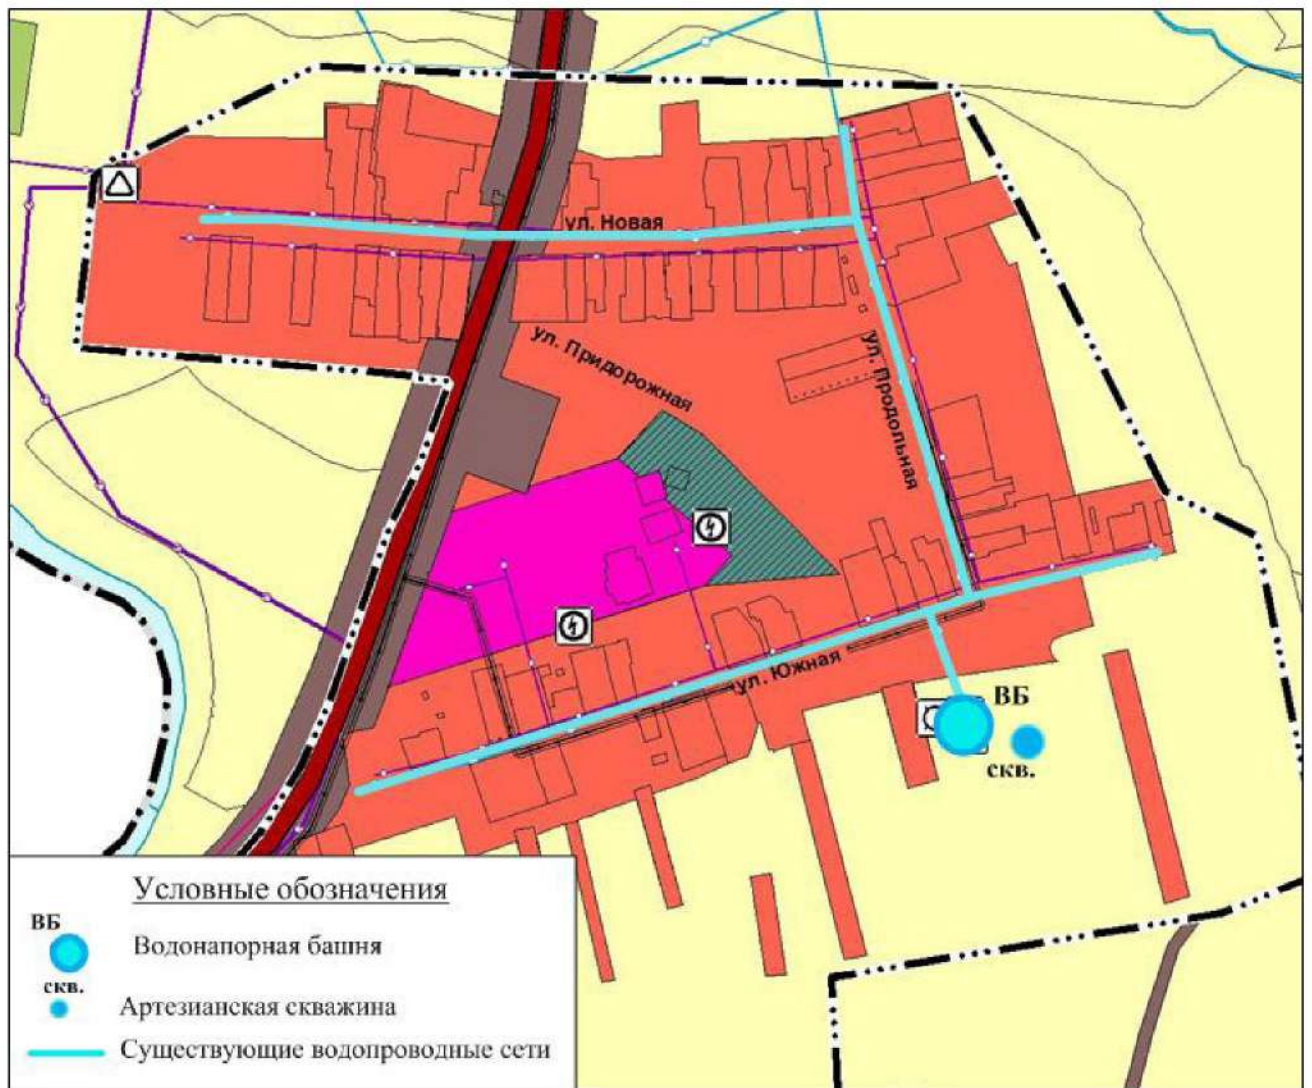 ул. Новая
ул. Придорожная
ул. Продольная
ул. Южная
ВБ
скв.
Условные обозначения
ВБ
Водонапорная башня
скв.
Артезианская скважина
Существующие водопроводные сети